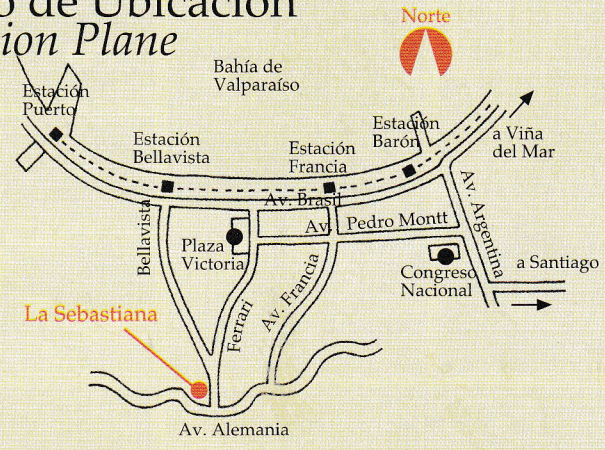 o de Ubicación
ion Plane
Norte
Bahía de
Valparaíso
Estación
Puerto
Estación
Bellavista
Estación
Francia
Estación
Barón
a Viña
del Mar
Av. Brasil
Av. Pedro Montt
Av. Argentina
Bellavista
Plaza
Victoria
Congreso
Nacional
a Santiago
Ferrari
Av. Francia
La Sebastiana
Av. Alemania